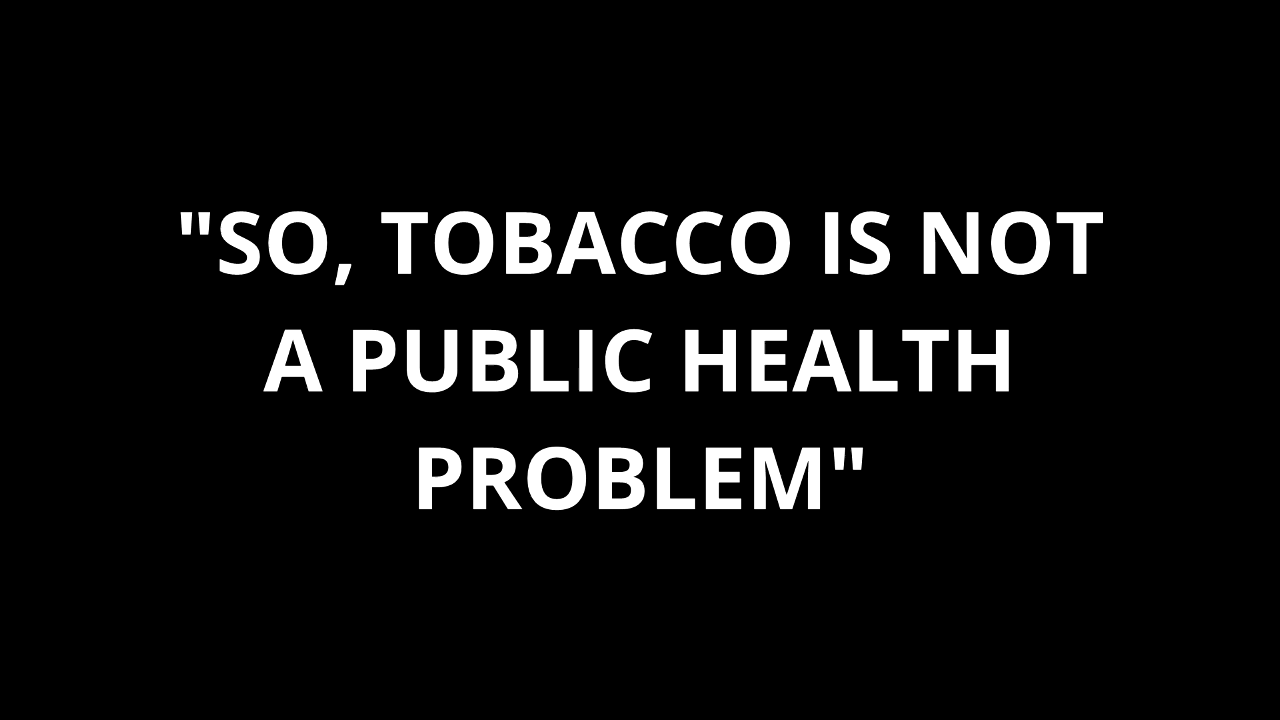 "SO, TOBACCO IS NOT
A PUBLIC HEALTH
PROBLEM"